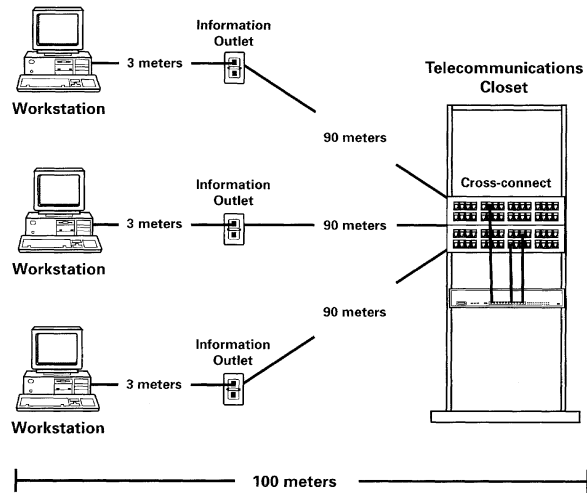 Information
Outlet
3 meters
Workstation
Telecommunications
Closet
90 meters
Cross-connect
Information
Outlet
3 meters
90 meters
Workstation
90 meters
Information
Outlet
3 meters
Workstation
100 meters